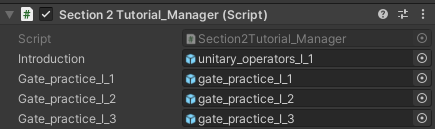 Section 2 Tutorial_Manager (Script)
Script Section2Tutorial_Manager
Introduction unitary_operators_l_1
Gate_practice_l_1 gate_practice_l_1
Gate_practice_l_2 gate_practice_l_2
Gate_practice_l_3 gate_practice_l_3